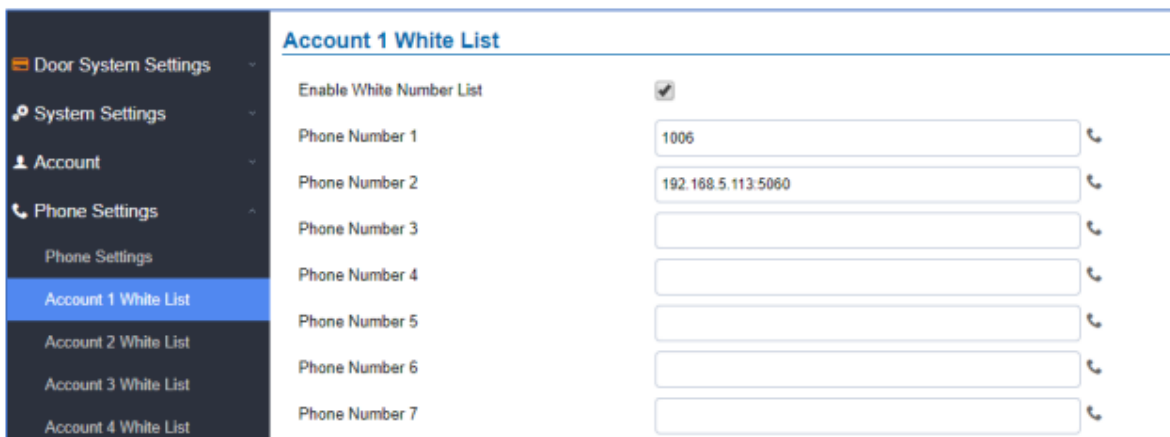 Door System Settings
System Settings
Account
Phone Settings
Phone Settings
Account 1 White List
Account 2 White List
Account 3 White List
Account 4 White List
Account 1 White List
Enable White Number List
Phone Number 1 1006
Phone Number 2 192.168.5.113:5060
Phone Number 3
Phone Number 4
Phone Number 5
Phone Number 6
Phone Number 7